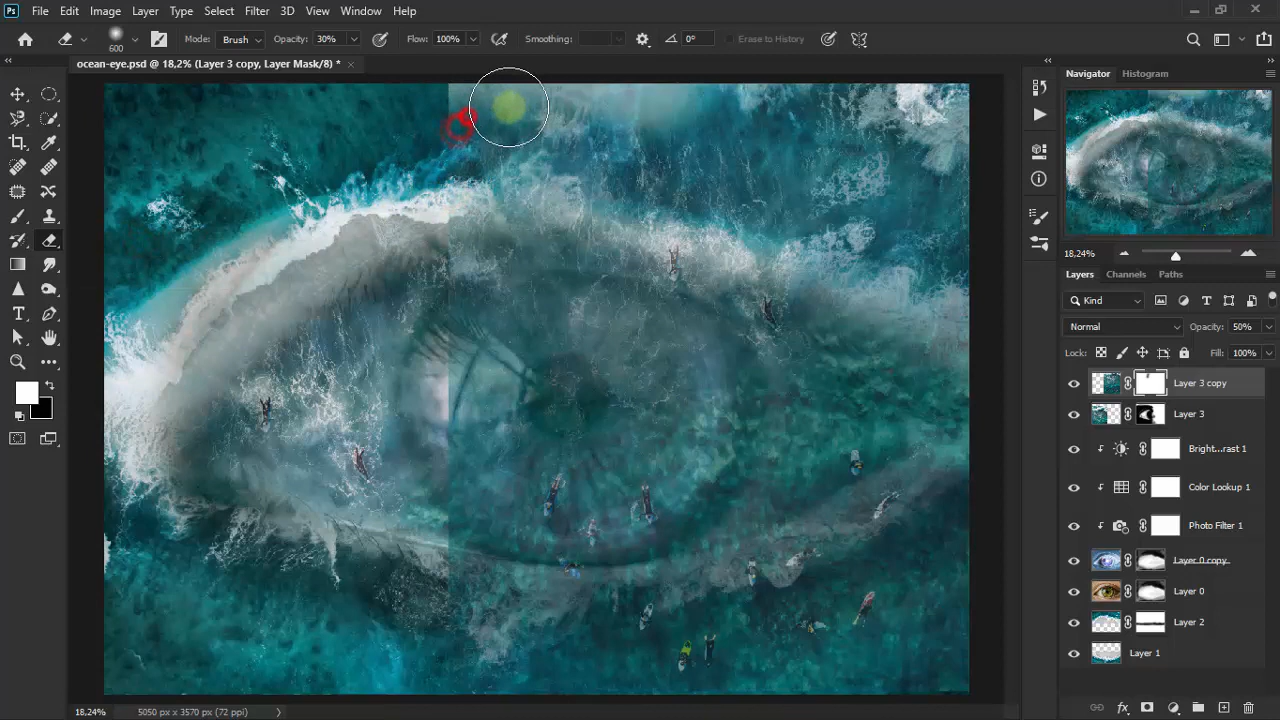 Ps File Edit Image Layer Type Select Filter 3D View Window Help
600 Mode: Brush Opacity: 30% Flow: 100% Smoothing: 0° Erase to History
ocean-eye.psd @ 18,2% (Layer 3 copy, Layer Mask/8) * ×
Navigator Histogram
18,24%
Layers Channels Paths
Kind
Normal Opacity: 50%
Lock: Fill: 100%
Layer 3 copy
Layer 3
Bright...rast 1
Color Lookup 1
Photo Filter 1
Layer 0 copy
Layer 0
Layer 2
Layer 1
18,24% 5050 px x 3570 px (72 ppi)
fx